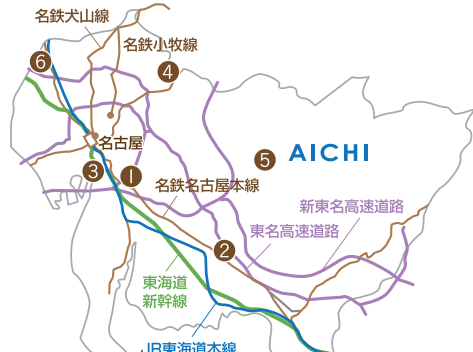 名鉄犬山線
名鉄小牧線
6
4
名古屋
3
1
5
AICHI
名鉄名古屋本線
新東名高速道路
2
東名高速道路
東海道
新幹線
JR東海道本線